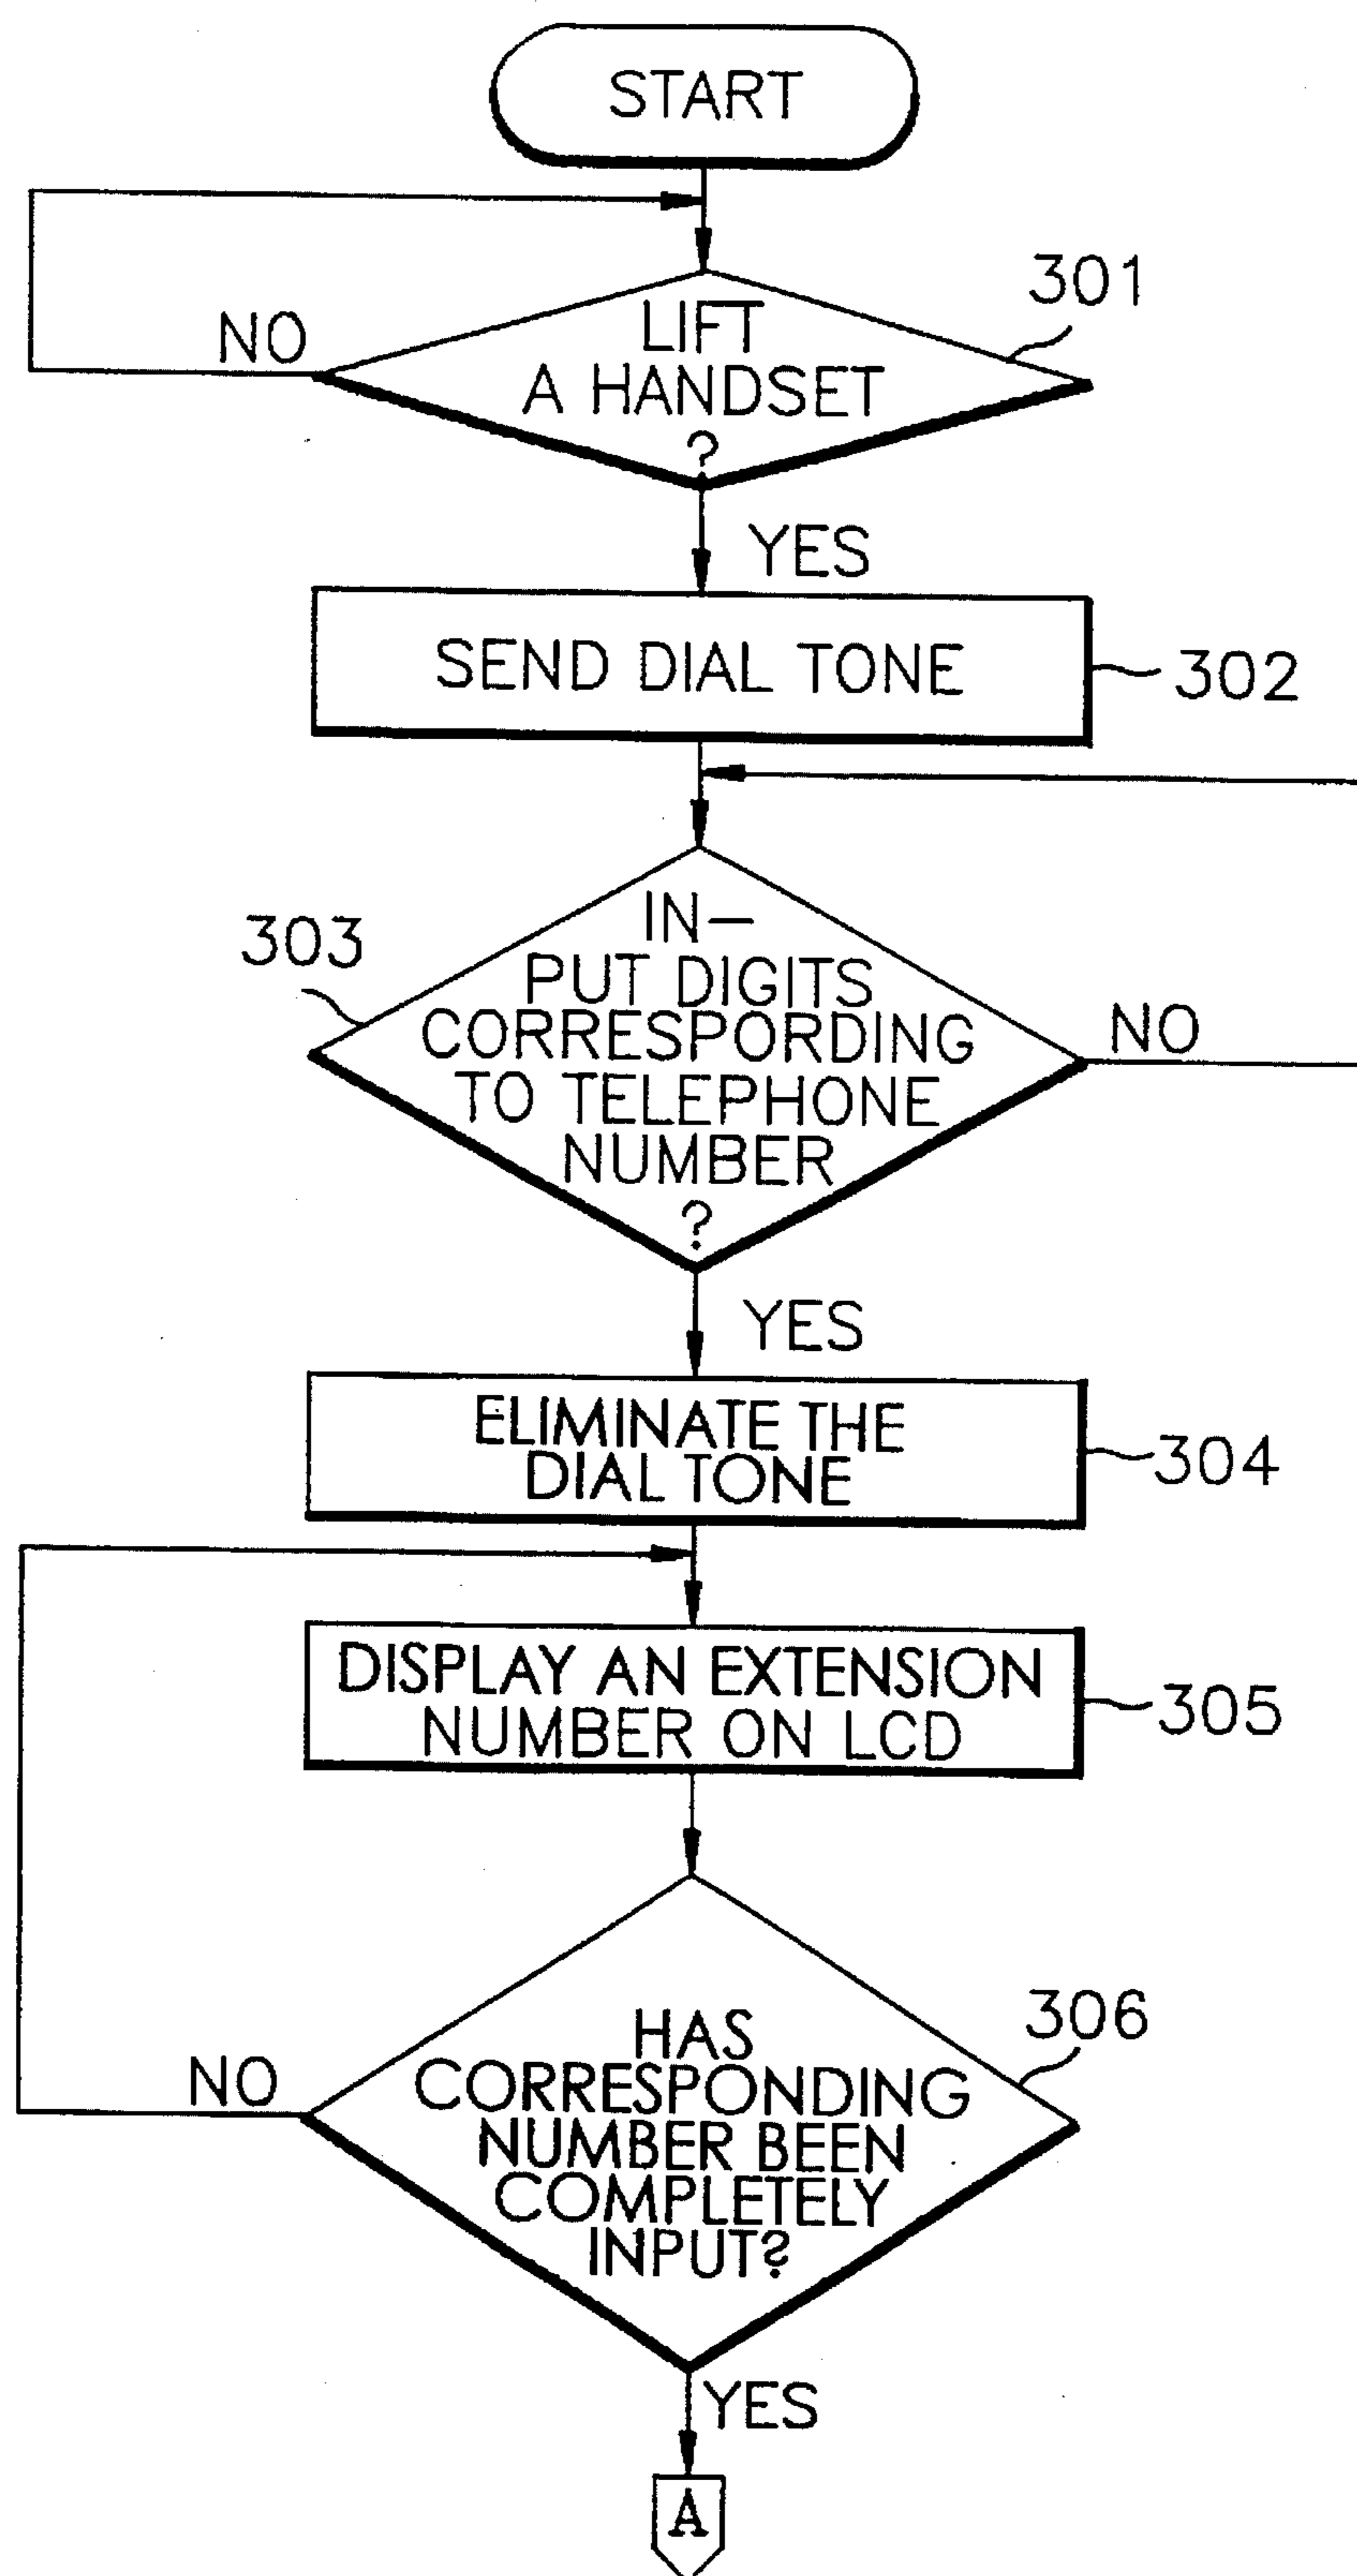 START
301
NO
LIFT
A HANDSET
?
YES
SEND DIAL TONE
302
303
IN-
PUT DIGITS
CORRESPORDING
TO TELEPHONE
NUMBER
?
NO
YES
ELIMINATE THE
DIAL TONE
304
DISPLAY AN EXTENSION
NUMBER ON LCD
305
306
NO
HAS
CORRESPONDING
NUMBER BEEN
COMPLETELY
INPUT?
YES
A